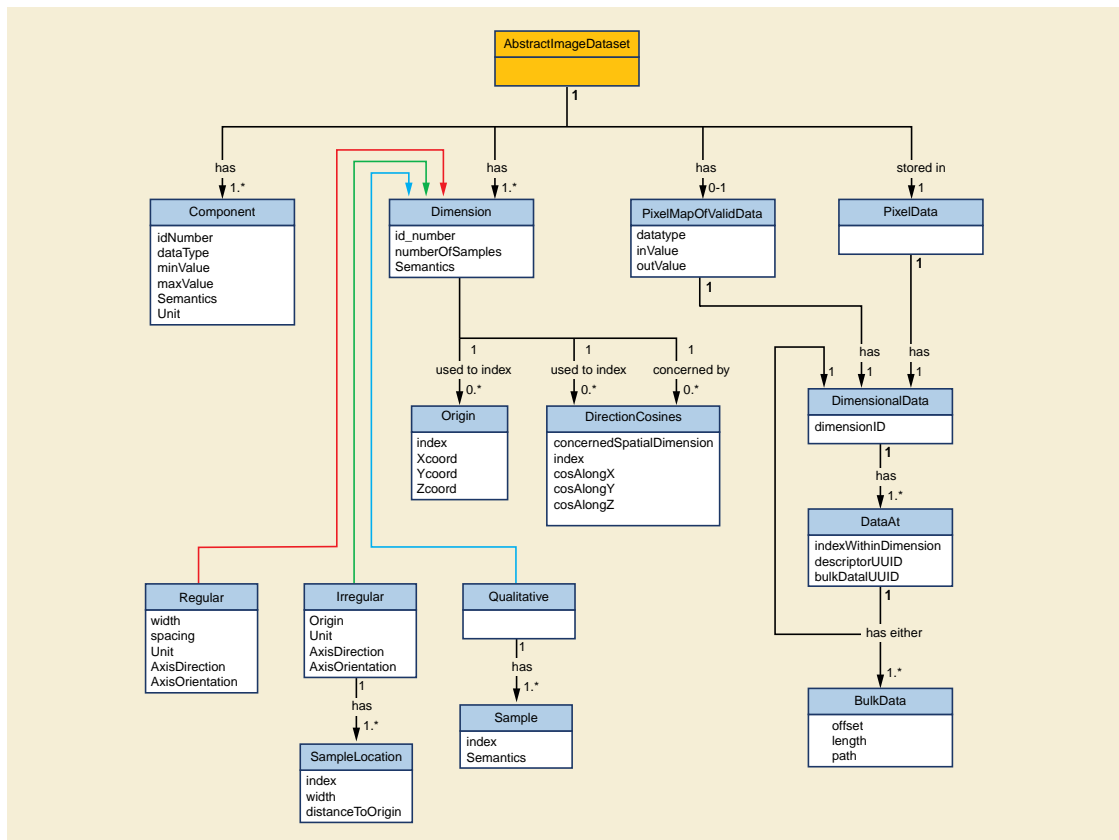 AbstractImageDataset
1
has
1.*
has
1.*
has
0-1
stored in
1
Component
idNumber
dataType
minValue
maxValue
Semantics
Unit
Dimension
id_number
numberOfSamples
Semantics
PixelMapOfValidData
datatype
inValue
outValue
1
PixelData
1
1
used to index
0.*
1
used to index
0.*
1
concerned by
0.*
1
has
1
has
1
Origin
index
Xcoord
Ycoord
Zcoord
DirectionCosines
concernedSpatialDimension
index
cosAlongX
cosAlongY
cosAlongZ
DimensionalData
dimensionID
1
has
1.*
DataAt
indexWithinDimension
descriptorUUID
bulkDatalUUID
1
has either
1.*
BulkData
offset
length
path
Regular
width
spacing
Unit
AxisDirection
AxisOrientation
Irregular
Origin
Unit
AxisDirection
AxisOrientation
1
has
1.*
SampleLocation
index
width
distanceToOrigin
Qualitative
1
has
1.*
Sample
index
Semantics